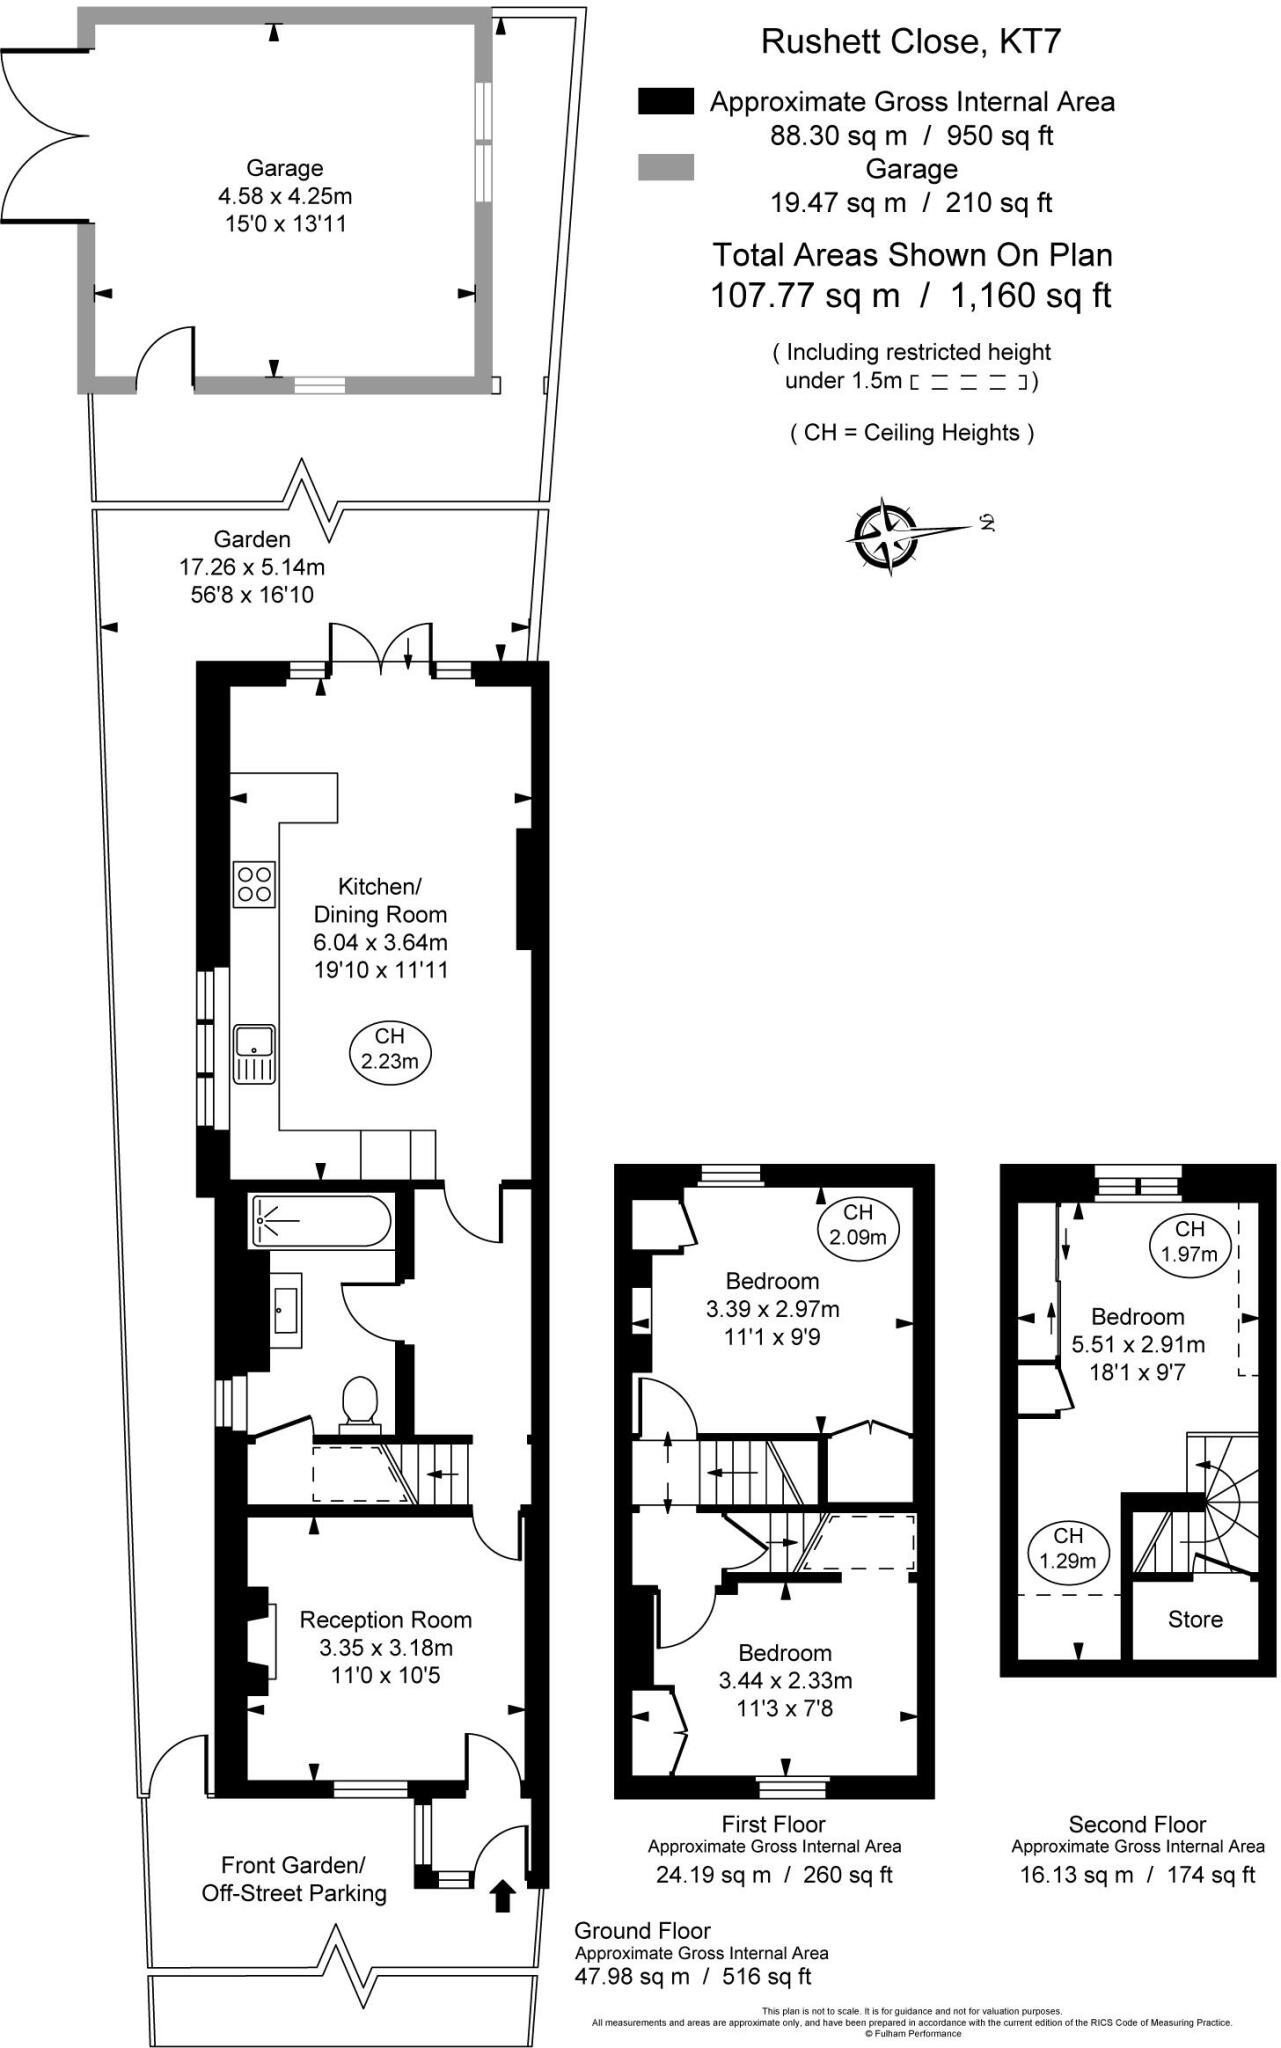 Rushett Close, KT7
Approximate Gross Internal Area
88.30 sq m / 950 sq ft
Garage
19.47 sq m / 210 sq ft
Total Areas Shown On Plan
107.77 sq m / 1,160 sq ft
( Including restricted height
under 1.5m )
( CH = Ceiling Heights )
N
Garage
4.58 x 4.25m
15'0 x 13'11
Garden
17.26 x 5.14m
56'8 x 16'10
Kitchen/
Dining Room
6.04 x 3.64m
19'10 x 11'11
CH
2.23m
Reception Room
3.35 x 3.18m
11'0 x 10'5
Front Garden/
Off-Street Parking
CH
2.09m
Bedroom
3.39 x 2.97m
11'1 x 9'9
Bedroom
3.44 x 2.33m
11'3 x 7'8
First Floor
Approximate Gross Internal Area
24.19 sq m / 260 sq ft
CH
1.97m
Bedroom
5.51 x 2.91m
18'1 x 9'7
CH
1.29m
Store
Second Floor
Approximate Gross Internal Area
16.13 sq m / 174 sq ft
Ground Floor
Approximate Gross Internal Area
47.98 sq m / 516 sq ft
This plan is not to scale. It is for guidance and not for valuation purposes.
All measurements and areas are approximate only, and have been prepared in accordance with the current edition of the RICS Code of Measuring Practice.
© Fulham Performance